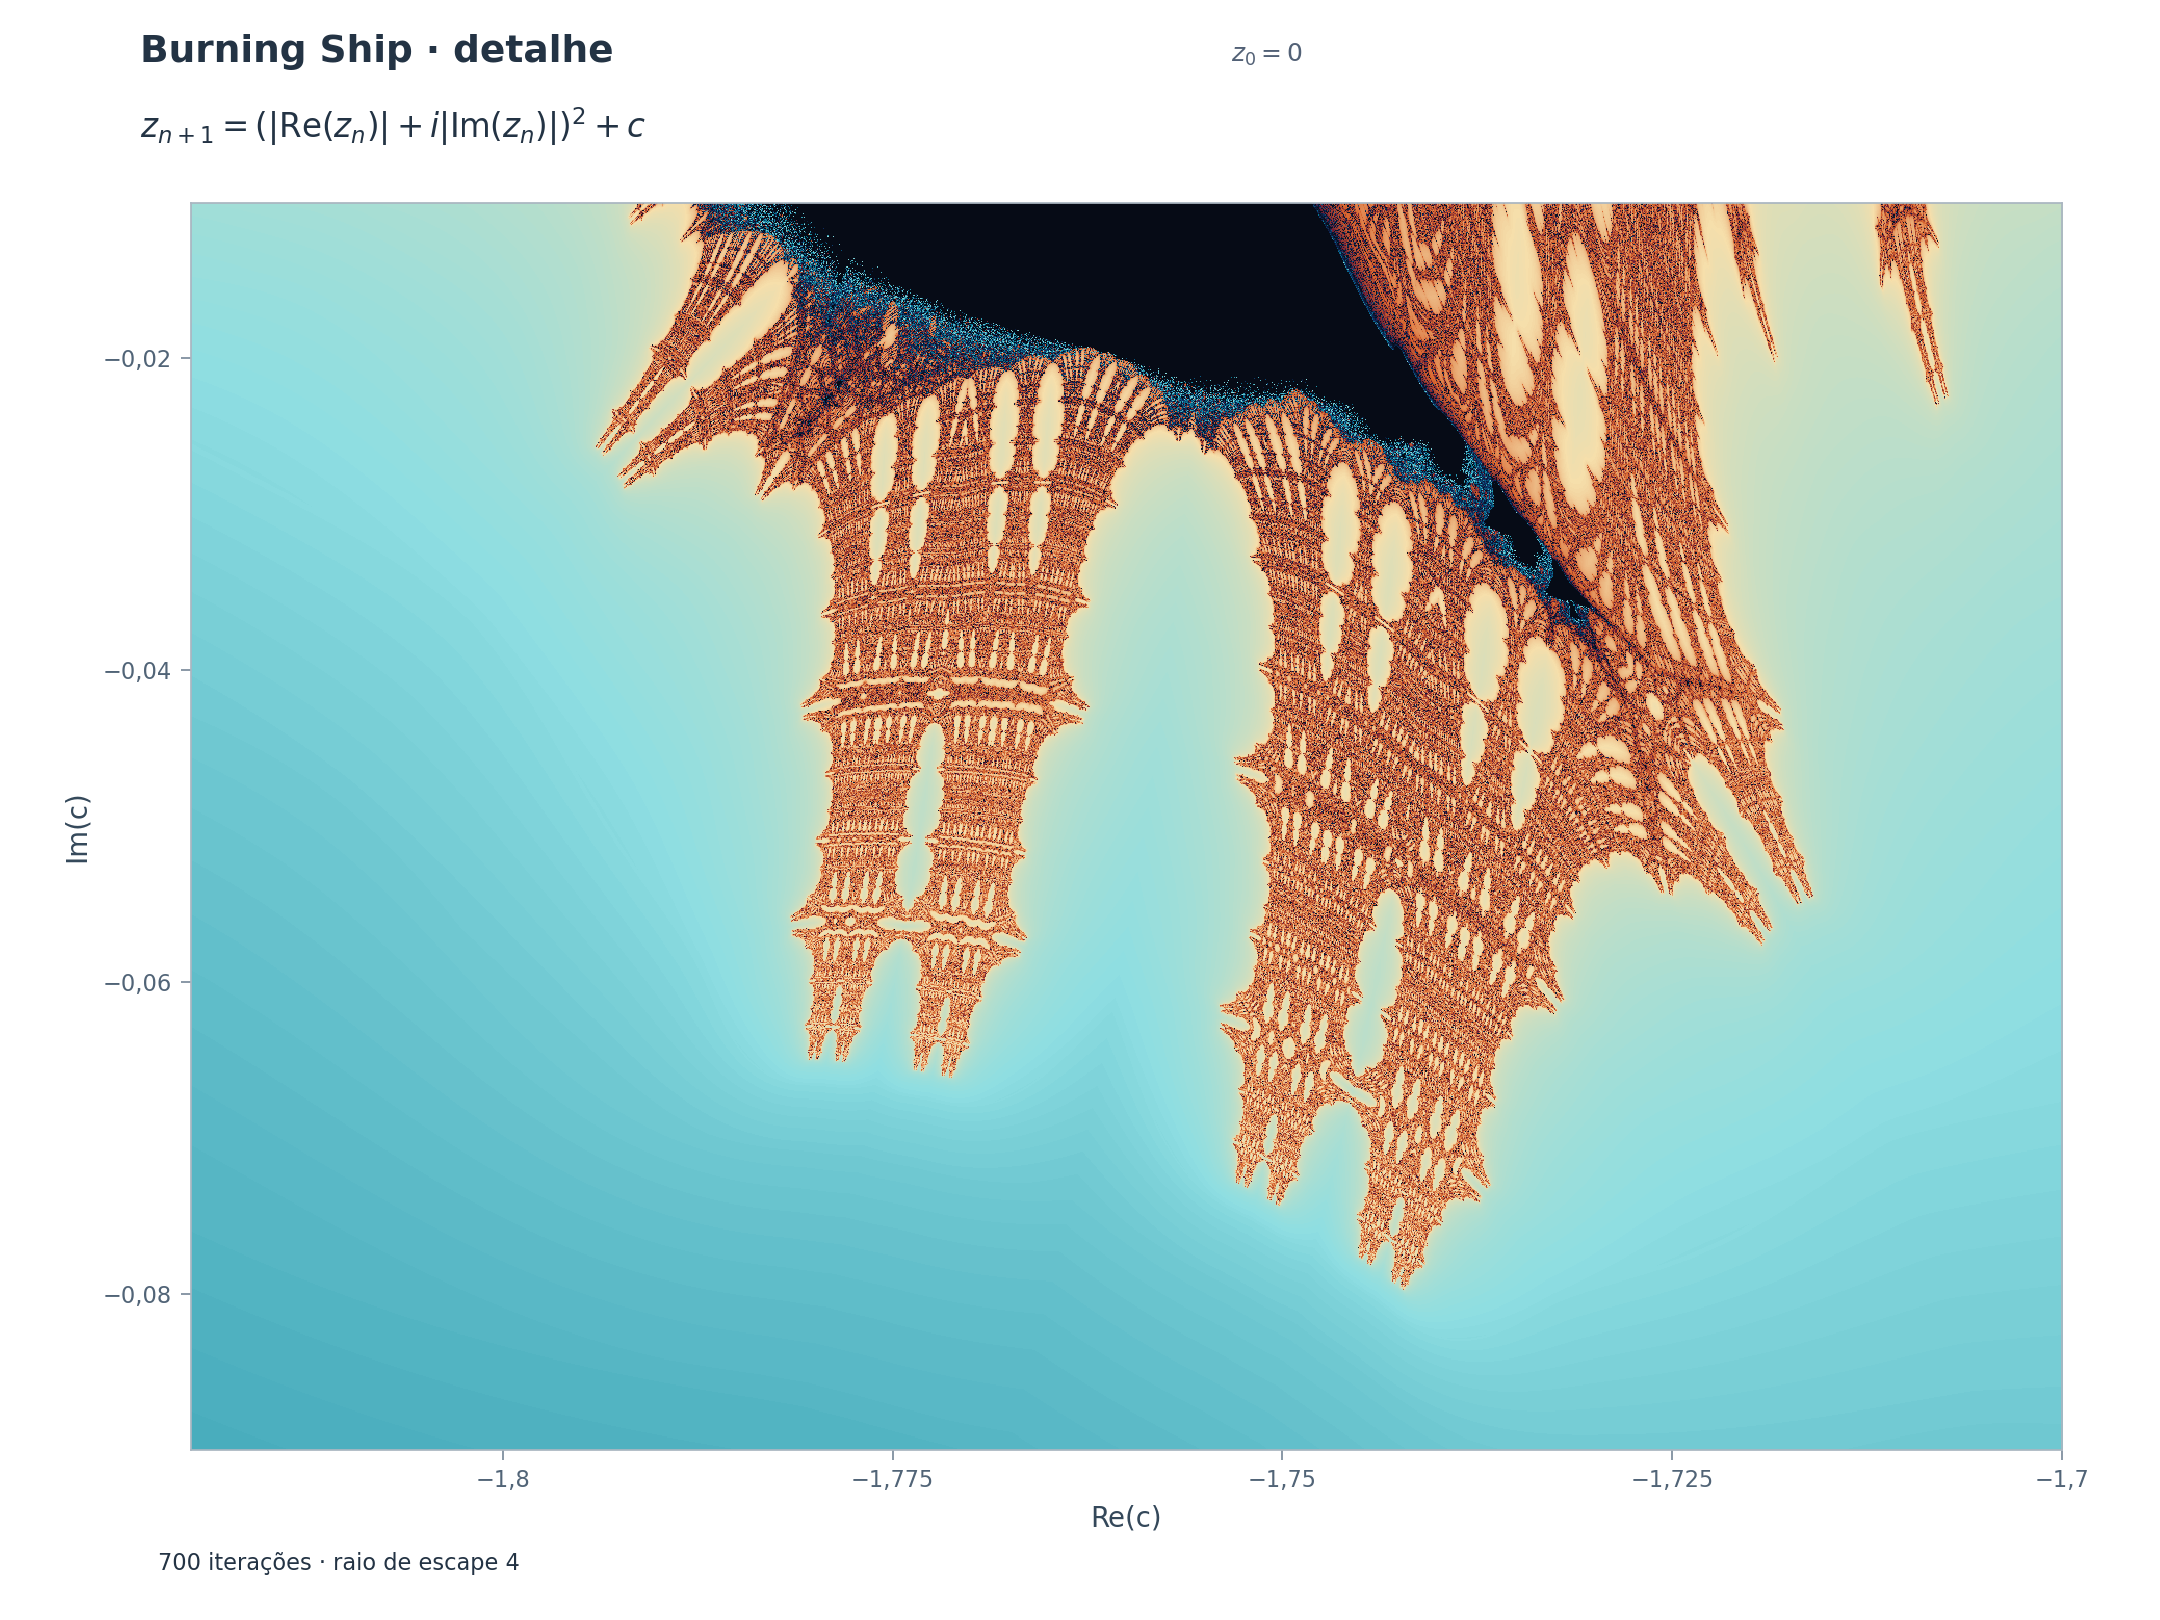 Burning Ship · detalhe
z₀ = 0
zₙ₊₁ = (|Re(zₙ)| + i|Im(zₙ)|)² + c
−0,02
−0,04
−0,06
−0,08
Im(c)
−1,8
−1,775
−1,75
−1,725
−1,7
Re(c)
700 iterações · raio de escape 4